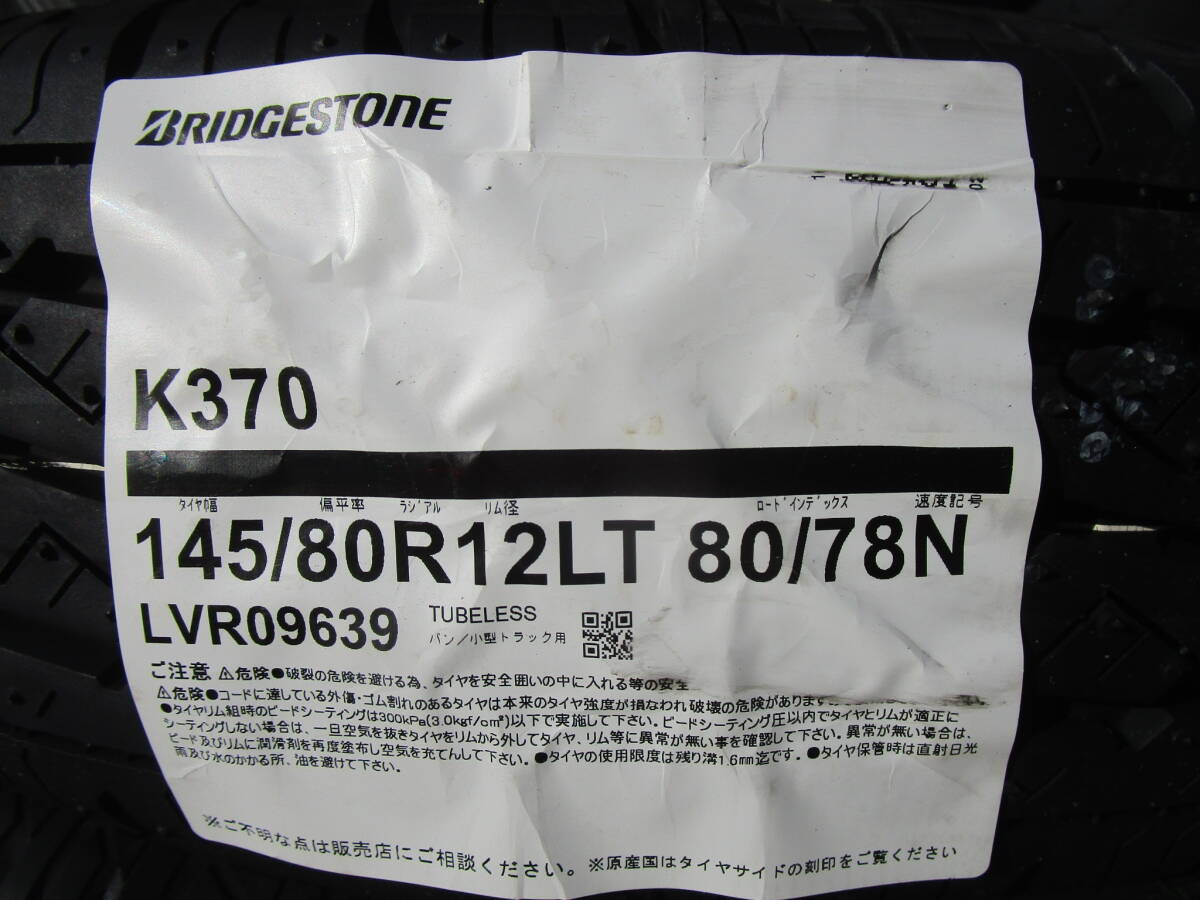 BRIDGESTONE
K370
タイヤ幅 偏平率 ラジアル リム径 ロードインデックス 速度記号
145/80R12LT 80/78N
LVR09639 TUBELESS
バン/小型トラック用
ご注意 ⚠危険●破裂の危険を避ける為、タイヤを安全囲いの中に入れる等の安全
⚠危険●コードに達している外傷・ゴム割れのあるタイヤは本来のタイヤ強度が損なわれ破壊の危険があります
●タイヤリム組時のビードシーティングは300kPa(3.0kgf/cm²)以下で実施して下さい。ビードシーティング圧以内でタイヤとリムが適正に
シーティングしない場合は、一旦空気を抜きタイヤをリムから外してタイヤ、リム等に異常が無い事を確認して下さい。異常が無い場合は、
ビード及びリムに潤滑剤を再度塗布し空気を充てんして下さい。●タイヤの使用限度は残り溝1.6mm迄です。●タイヤ保管時は直射日光
雨及び水のかかる所、油を避けて下さい。
※ご不明な点は販売店にご相談ください。※原産国はタイヤサイドの刻印をご覧ください